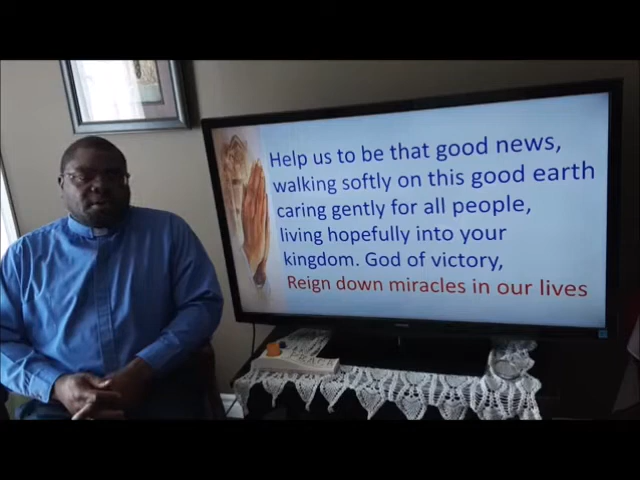 Help us to be that good news,
walking softly on this good earth
caring gently for all people,
living hopefully into your
kingdom. God of victory,
Reign down miracles in our lives